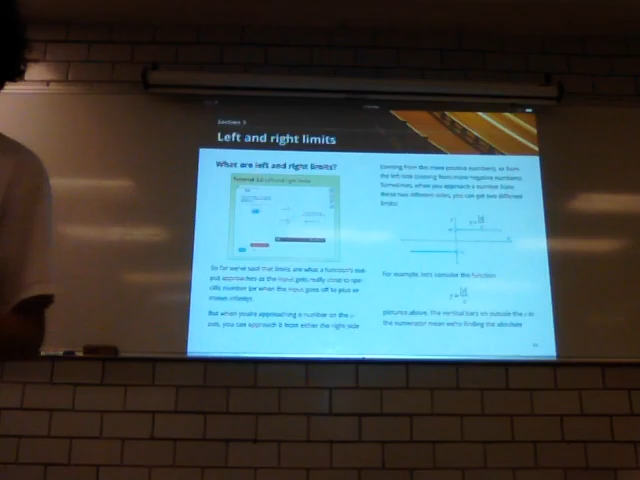 Section 3
Left and right limits
What are left and right limits?
Left and right limits
So far we've said that limits are what a function's out-
put approaches as the input gets really close to spe-
cific number (or when the input goes off to plus or
minus infinity).
But when you're approaching a number on the x-
axis, you can approach it from either the right side
(coming from the more positive numbers), or from
the left side (coming from more negative numbers).
Sometimes, when you approach a number from
these two different sides, you can get two different
limits!
For example, let's consider the function
pictured above. The vertical bars on outside the x in
the numerator mean we're finding the absolute